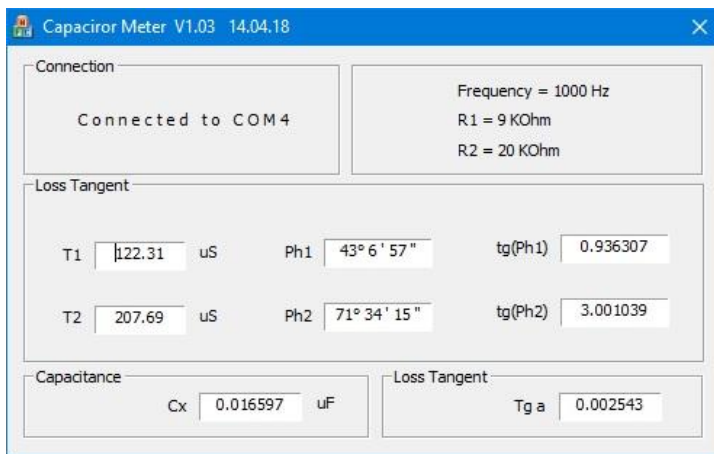 Capaciror Meter V1.03 14.04.18
Connection
Connected to COM4
Frequency = 1000 Hz
R1 = 9 KOhm
R2 = 20 KOhm
Loss Tangent
T1 122.31 uS Ph1 43° 6 ' 57 " tg(Ph1) 0.936307
T2 207.69 uS Ph2 71° 34 ' 15 " tg(Ph2) 3.001039
Capacitance
Cx 0.016597 uF
Loss Tangent
Tg a 0.002543